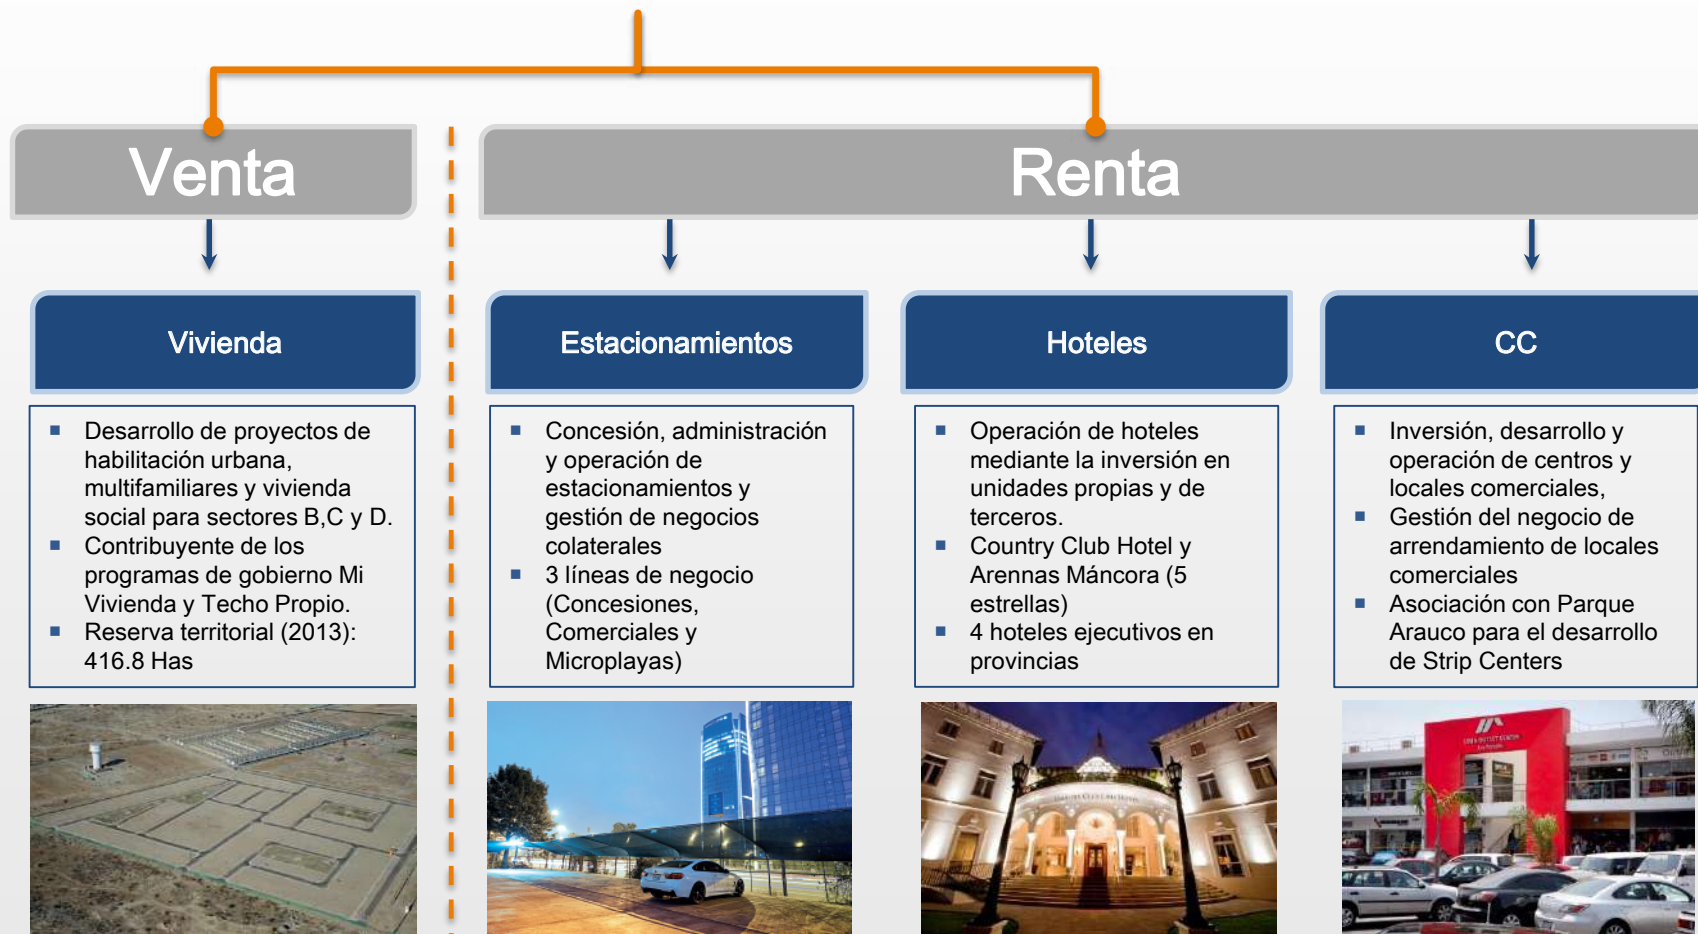 Venta
Renta
Vivienda
Estacionamientos
Hoteles
CC
Desarrollo de proyectos de
habilitación urbana,
multifamiliares y vivienda
social para sectores B,C y D.
Contribuyente de los
programas de gobierno Mi
Vivienda y Techo Propio.
Reserva territorial (2013):
416.8 Has
Concesión, administración
y operación de
estacionamientos y
gestión de negocios
colaterales
3 líneas de negocio
(Concesiones,
Comerciales y
Microplayas)
Operación de hoteles
mediante la inversión en
unidades propias y de
terceros.
Country Club Hotel y
Arennas Máncora (5
estrellas)
4 hoteles ejecutivos en
provincias
Inversión, desarrollo y
operación de centros y
locales comerciales,
Gestión del negocio de
arrendamiento de locales
comerciales
Asociación con Parque
Arauco para el desarrollo
de Strip Centers